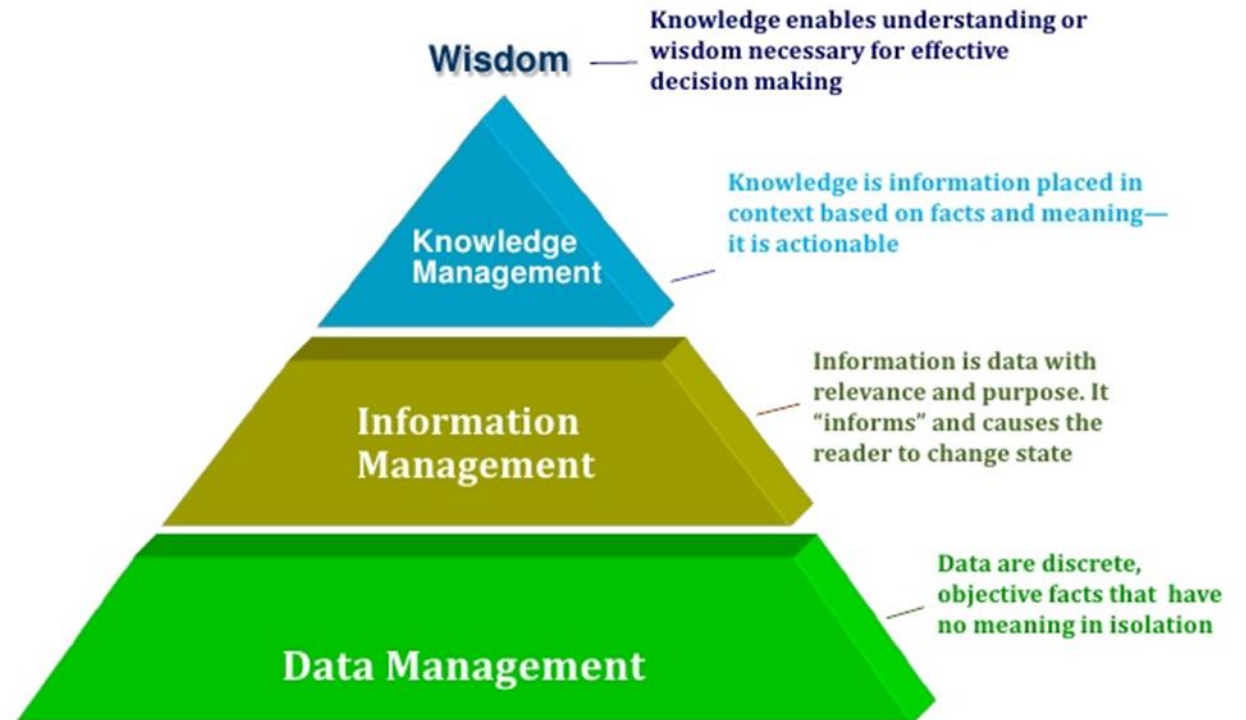 Wisdom
Knowledge enables understanding or
wisdom necessary for effective
decision making
Knowledge is information placed in
context based on facts and meaning—
it is actionable
Knowledge
Management
Information is data with
relevance and purpose. It
“informs” and causes the
reader to change state
Information
Management
Data are discrete,
objective facts that  have
no meaning in isolation
Data Management